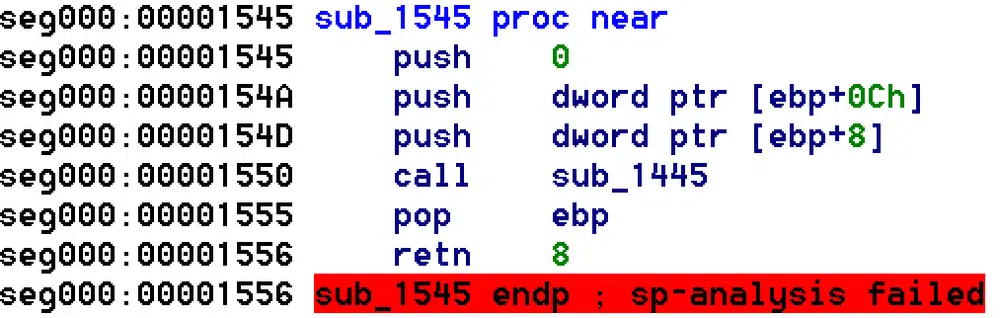 seg000:00001545 sub_1545 proc near
seg000:00001545     push    0
seg000:0000154A     push    dword ptr [ebp+0Ch]
seg000:0000154D     push    dword ptr [ebp+8]
seg000:00001550     call    sub_1445
seg000:00001555     pop     ebp
seg000:00001556     retn    8
seg000:00001556 sub_1545 endp ; sp-analysis failed